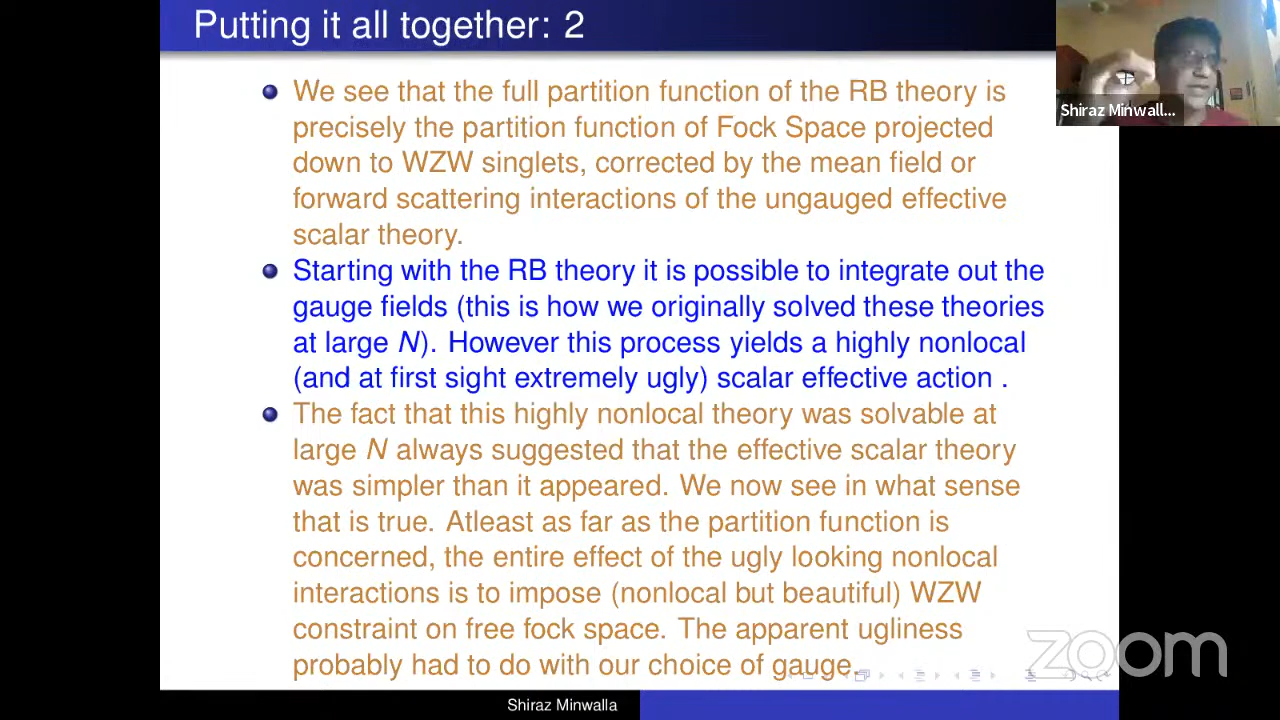 Putting it all together: 2
We see that the full partition function of the RB theory is
precisely the partition function of Fock Space projected
down to WZW singlets, corrected by the mean field or
forward scattering interactions of the ungauged effective
scalar theory.
Starting with the RB theory it is possible to integrate out the
gauge fields (this is how we originally solved these theories
at large N). However this process yields a highly nonlocal
(and at first sight extremely ugly) scalar effective action .
The fact that this highly nonlocal theory was solvable at
large N always suggested that the effective scalar theory
was simpler than it appeared. We now see in what sense
that is true. Atleast as far as the partition function is
concerned, the entire effect of the ugly looking nonlocal
interactions is to impose (nonlocal but beautiful) WZW
constraint on free fock space. The apparent ugliness
probably had to do with our choice of gauge.
Shiraz Minwalla
Shiraz Minwall...
zoom